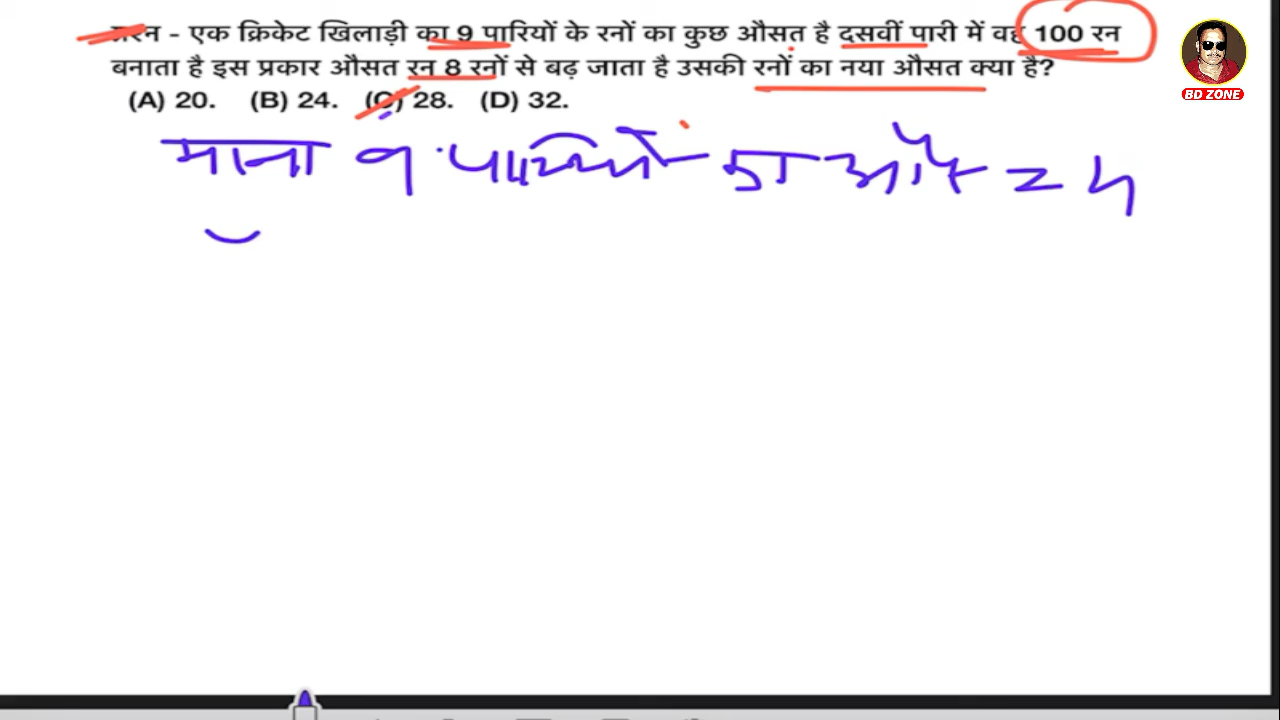 प्रश्न - एक क्रिकेट खिलाड़ी का 9 पारियों के रनों का कुछ औसत है दसवीं पारी में वह 100 रन
बनाता है इस प्रकार औसत रन 8 रनों से बढ़ जाता है उसकी रनों का नया औसत क्या है?
(A) 20. (B) 24. (C) 28. (D) 32.
माना 9 पारियों का औ० = x
BD ZONE